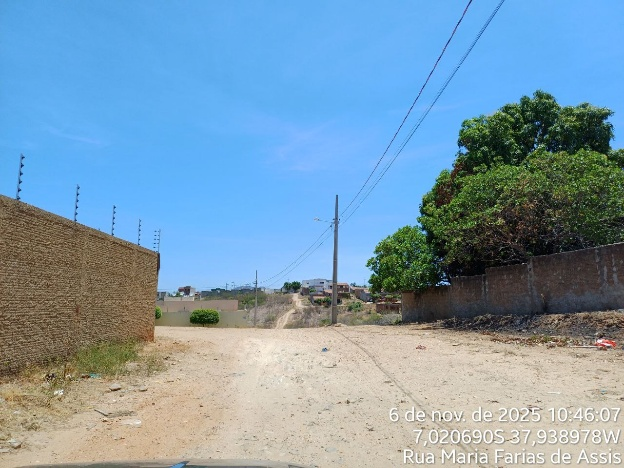 6 de nov. de 2025 10:46:07
7,020690S 37,938978W
Rua Maria Farias de Assis